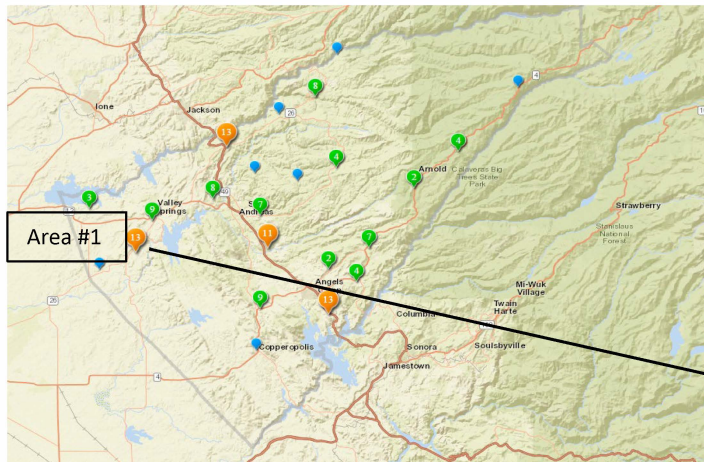 8
4
Ione
Jackson
26
13
4
4
Arnold
Calaveras Big
Trees State
Park
2
3
8
49
Valley
Springs
9
7
San
Andreas
Strawberry
Stanislaus
National
Forest
Area #1
13
11
7
2
4
Angels
Mi-Wuk
Village
26
9
13
Twain
Harte
Columbia
Copperopolis
Sonora
Soulsbyville
Jamestown
4